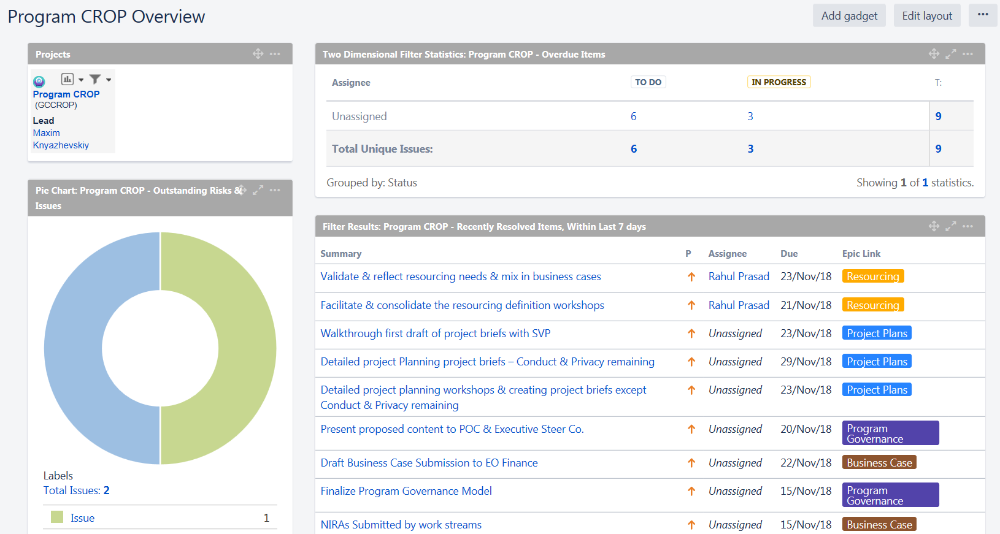 Program CROP Overview
Add gadget
Edit layout
Projects
Program CROP
(GCCROP)
Lead
Maxim
Knyazhevskiy
Two Dimensional Filter Statistics: Program CROP - Overdue Items
Assignee TO DO IN PROGRESS T:
Unassigned 6 3 9
Total Unique Issues: 6 3 9
Grouped by: Status
Showing 1 of 1 statistics.
Pie Chart: Program CROP - Outstanding Risks &
Issues
Labels
Total Issues: 2
Issue 1
Filter Results: Program CROP - Recently Resolved Items, Within Last 7 days
Summary P Assignee Due Epic Link
Validate & reflect resourcing needs & mix in business cases Rahul Prasad 23/Nov/18 Resourcing
Facilitate & consolidate the resourcing definition workshops Rahul Prasad 21/Nov/18 Resourcing
Walkthrough first draft of project briefs with SVP Unassigned 23/Nov/18 Project Plans
Detailed project Planning project briefs – Conduct & Privacy remaining Unassigned 29/Nov/18 Project Plans
Detailed project planning workshops & creating project briefs except Unassigned 23/Nov/18 Project Plans
Conduct & Privacy remaining
Present proposed content to POC & Executive Steer Co. Unassigned 20/Nov/18 Program
Governance
Draft Business Case Submission to EO Finance Unassigned 22/Nov/18 Business Case
Finalize Program Governance Model Unassigned 15/Nov/18 Program
Governance
NIRAs Submitted by work streams Unassigned 15/Nov/18 Business Case